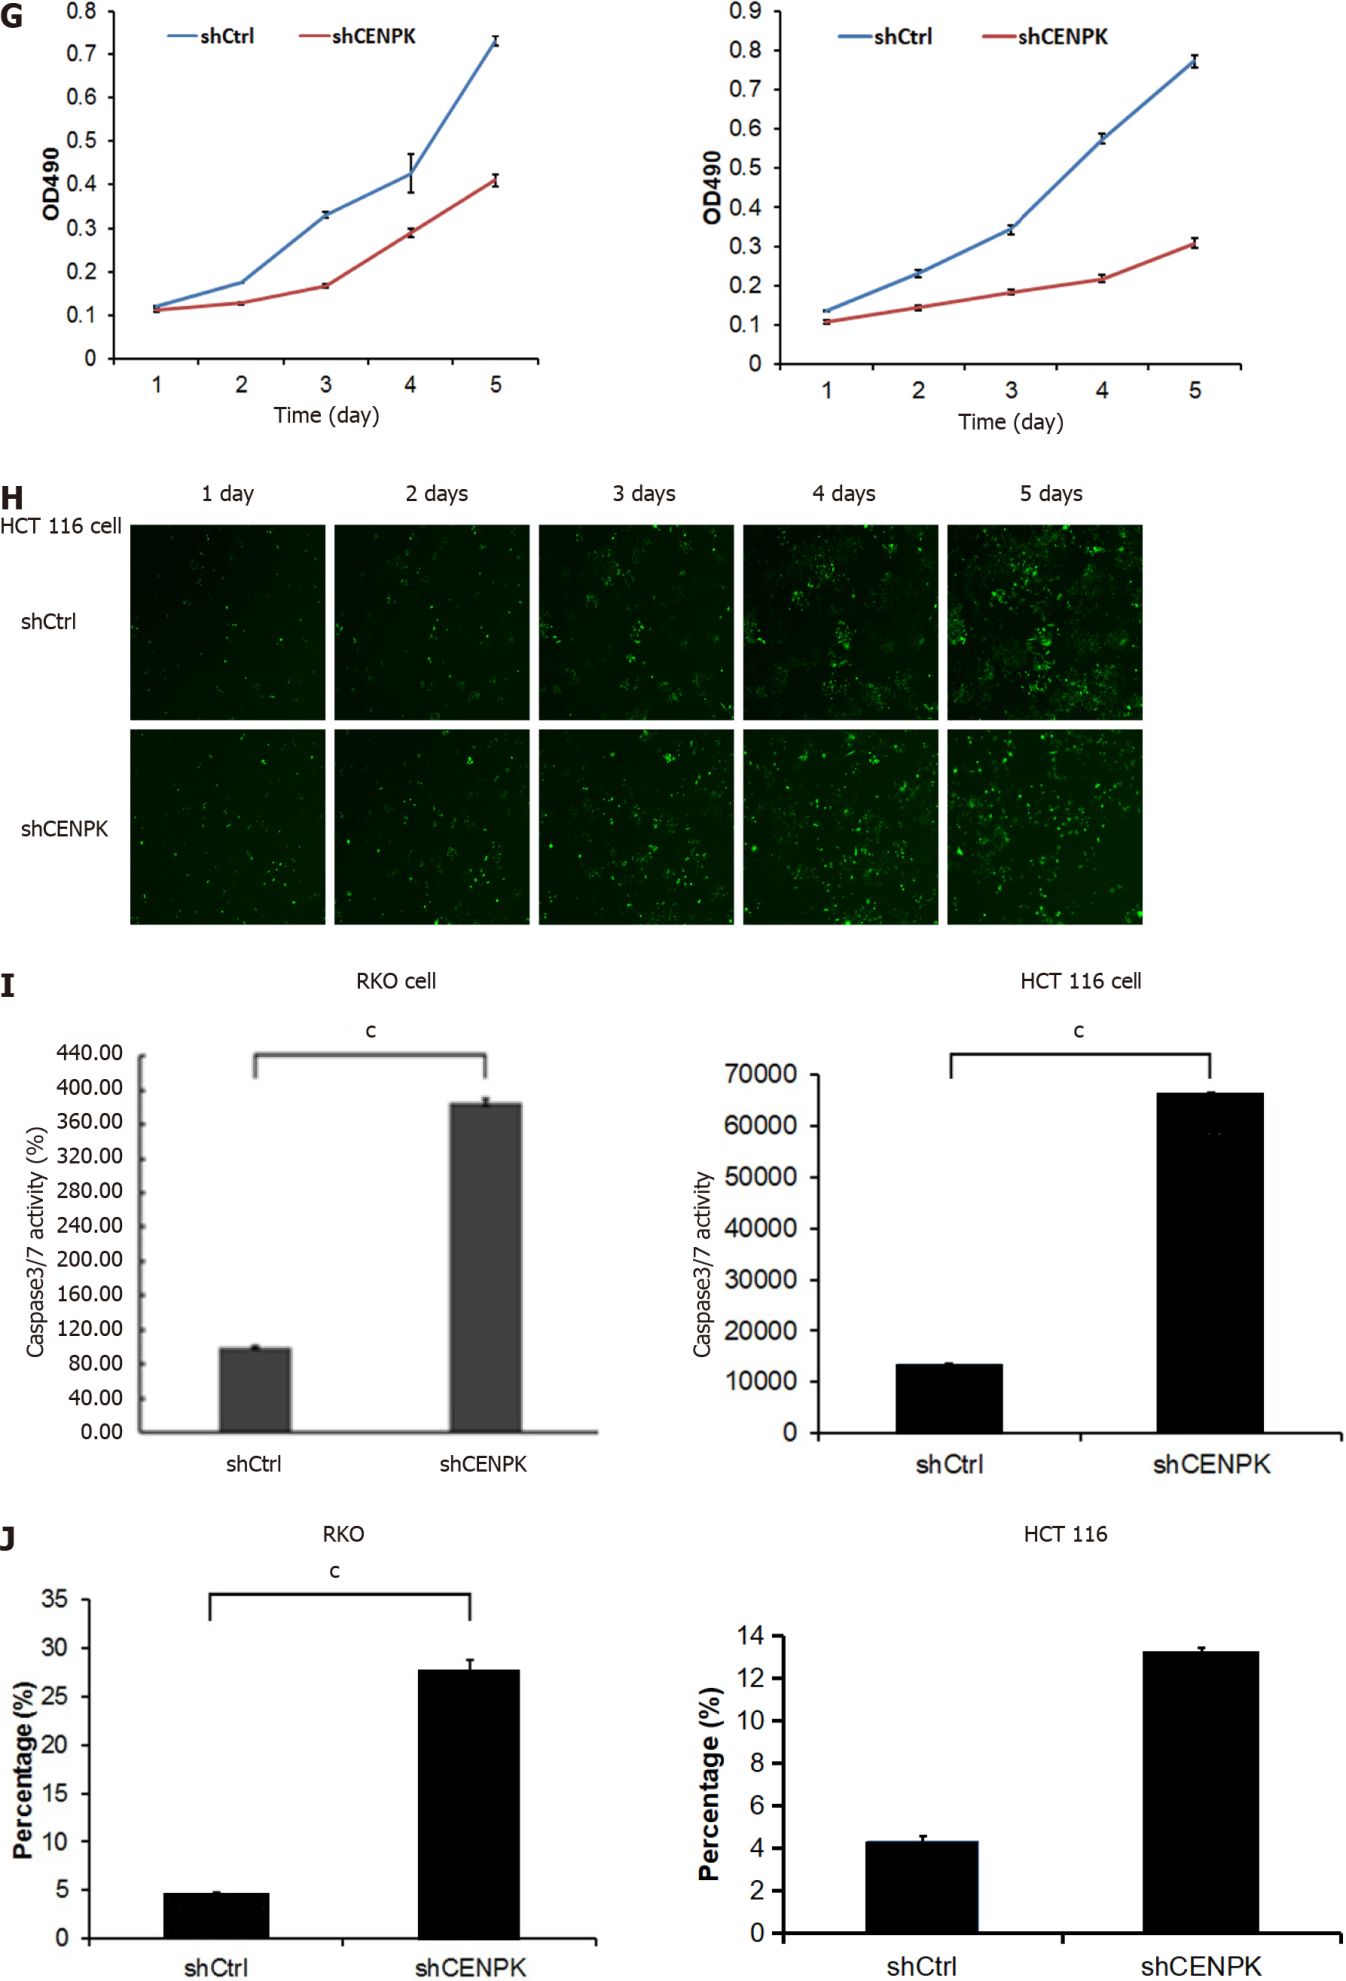 G
shCtrl shCENPK
0.8
0.7
0.6
0.5
0.4
0.3
0.2
0.1
0
OD490
1 2 3 4 5
Time (day)
shCtrl shCENPK
0.9
0.8
0.7
0.6
0.5
0.4
0.3
0.2
0.1
0
OD490
1 2 3 4 5
Time (day)
H
1 day 2 days 3 days 4 days 5 days
HCT 116 cell
shCtrl
shCENPK
I
RKO cell
c
440.00
400.00
360.00
320.00
280.00
240.00
200.00
160.00
120.00
80.00
40.00
0.00
Caspase3/7 activity (%)
shCtrl shCENPK
HCT 116 cell
c
70000
60000
50000
40000
30000
20000
10000
0
Caspase3/7 activity
shCtrl shCENPK
J
RKO
c
35
30
25
20
15
10
5
0
Percentage (%)
shCtrl shCENPK
HCT 116
14
12
10
8
6
4
2
0
Percentage (%)
shCtrl shCENPK